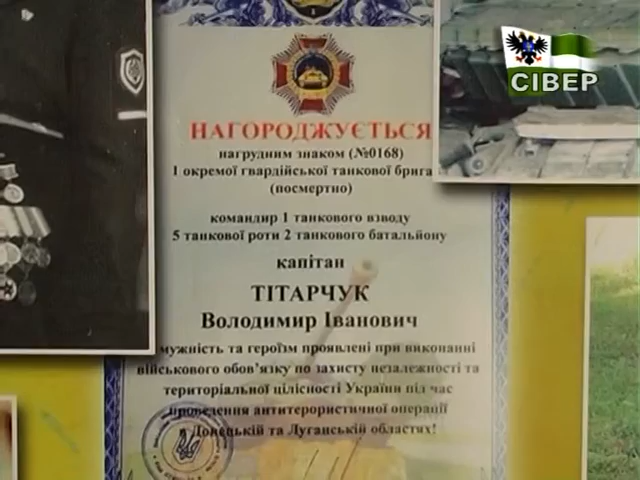 СІВЕР
НАГОРОДЖУЄТЬСЯ
нагрудним знаком (№0168)
1 окремої гвардійської танкової брига
(посмертно)
командир 1 танкового взводу
5 танкової роти 2 танкового батальйону
капітан
ТІТАРЧУК
Володимир Іванович
мужність та героїзм проявлені при виконанні
військового обов’язку по захисту незалежності та
територіальної цілісності України під час
проведення антитерористичної операції
в Донецькій та Луганській областях!